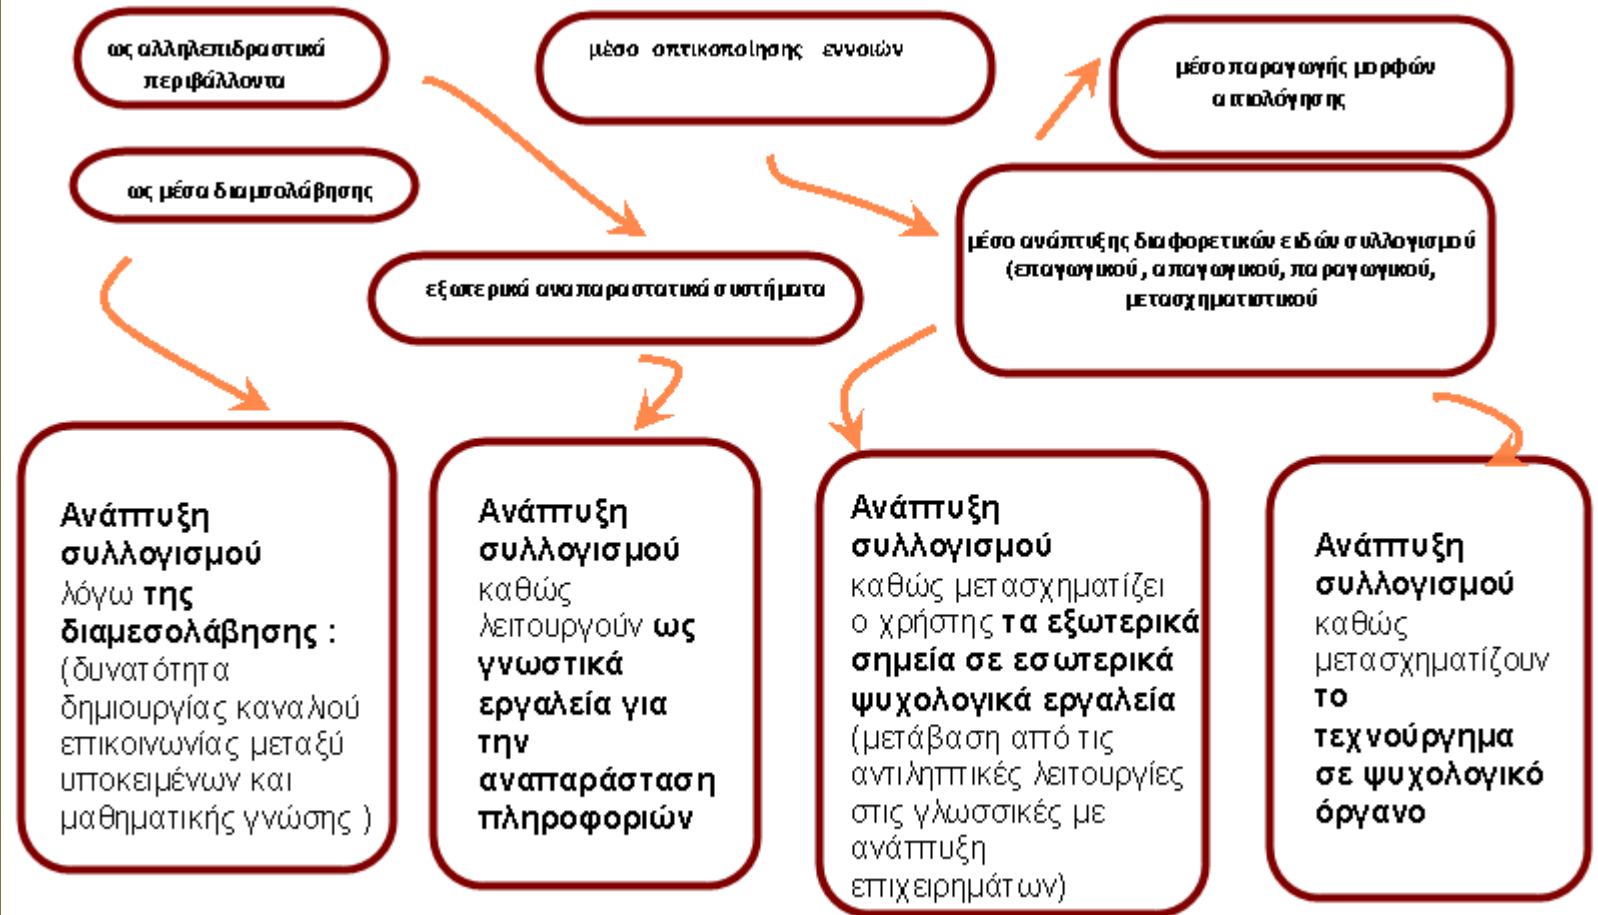 ως αλληλεπιδραστικά
περιβάλλοντα
μέσο οπτικοποίησης εννοιών
μέσο παραγωγής μορφών
αιτιολόγησης
ως μέσα διαμεσολάβησης
εξωτερικά αναπαραστατικά συστήματα
μέσο ανάπτυξης διαφορετικών ειδών συλλογισμού
(επαγωγικού, απαγωγικού, παραγωγικού,
μετασχηματιστικού
Ανάπτυξη
συλλογισμού
λόγω της
διαμεσολάβησης :
(δυνατότητα
δημιουργίας καναλιού
επικοινωνίας μεταξύ
υποκειμένων και
μαθηματικής γνώσης )
Ανάπτυξη
συλλογισμού
καθώς
λειτουργούν ως
γνωστικά
εργαλεία για
την
αναπαράσταση
πληροφοριών
Ανάπτυξη
συλλογισμού
καθώς μετασχηματίζει
ο χρήστης τα εξωτερικά
σημεία σε εσωτερικά
ψυχολογικά εργαλεία
(μετάβαση από τις
αντιληπτικές λειτουργίες
στις γλωσσικές με
ανάπτυξη
επιχειρημάτων)
Ανάπτυξη
συλλογισμού
καθώς
μετασχηματίζουν
το
τεχνούργημα
σε ψυχολογικό
όργανο